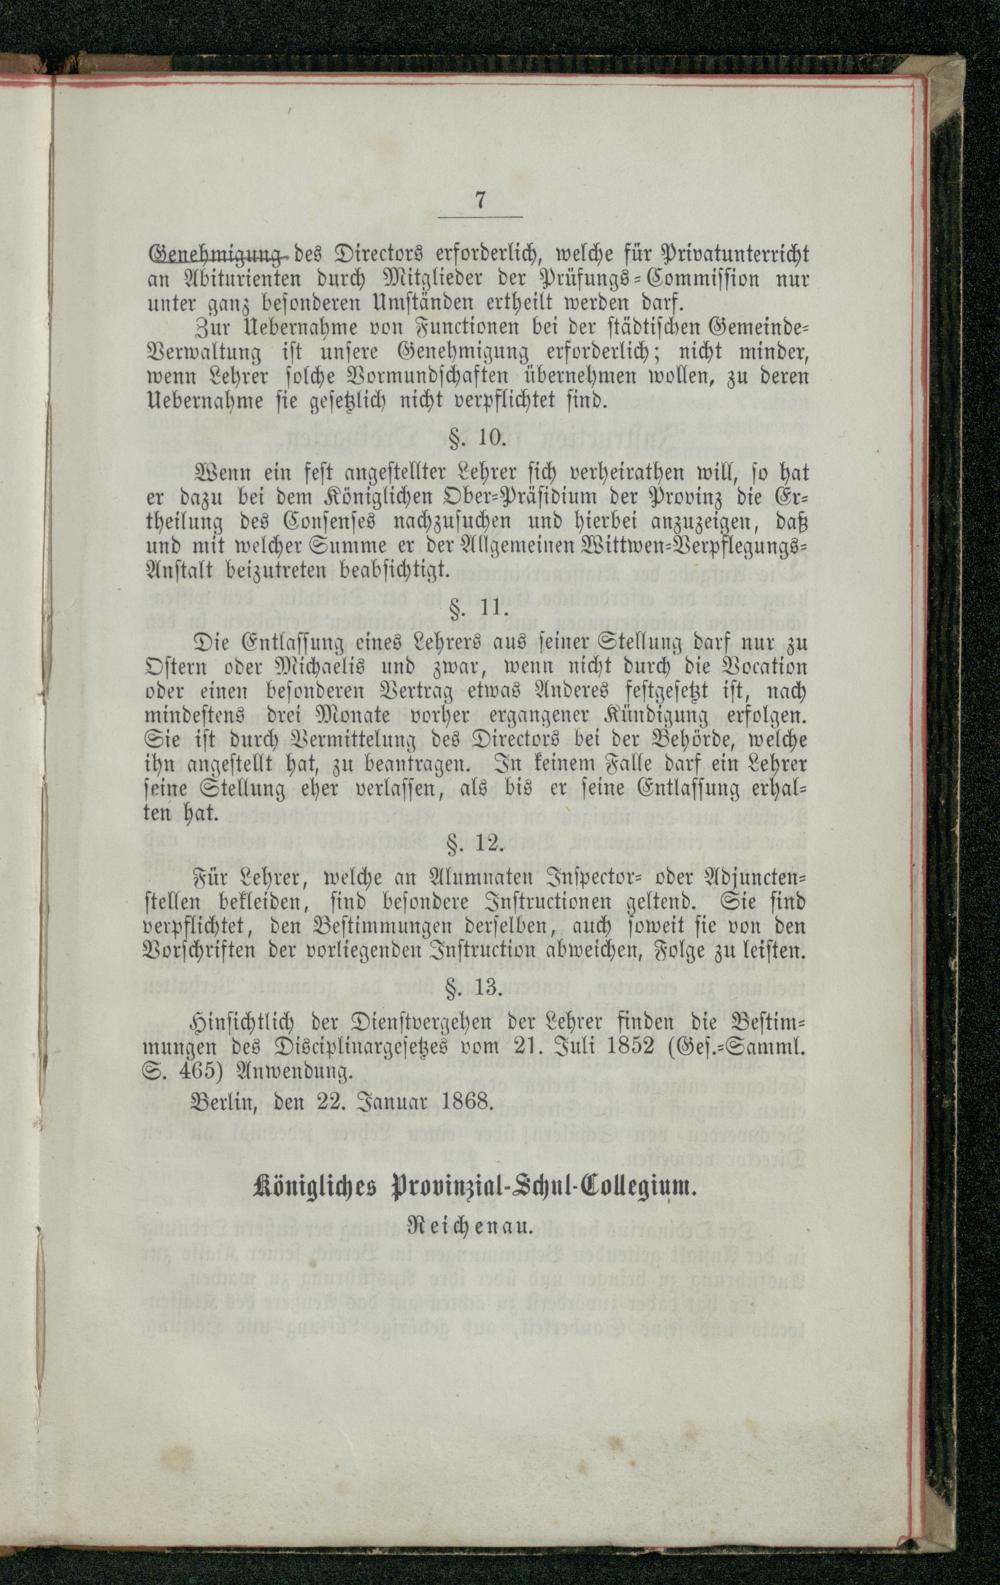 7
Genehmigung des Directors erforderlich, welche für Privatunterricht
an Abiturienten durch Mitglieder der Prüfungs-Commission nur
unter ganz besonderen Umständen ertheilt werden darf.
Zur Uebernahme von Functionen bei der städtischen Gemeinde-
Verwaltung ist unsere Genehmigung erforderlich; nicht minder,
wenn Lehrer solche Vormundschaften übernehmen wollen, zu deren
Uebernahme sie gesetzlich nicht verpflichtet sind.
§. 10.
Wenn ein fest angestellter Lehrer sich verheirathen will, so hat
er dazu bei dem Königlichen Ober-Präsidium der Provinz die Er-
theilung des Consenses nachzusuchen und hierbei anzuzeigen, daß
und mit welcher Summe er der Allgemeinen Wittwen-Verpflegungs-
Anstalt beizutreten beabsichtigt.
§. 11.
Die Entlassung eines Lehrers aus seiner Stellung darf nur zu
Ostern oder Michaelis und zwar, wenn nicht durch die Vocation
oder einen besonderen Vertrag etwas Anderes festgesetzt ist, nach
mindestens drei Monate vorher ergangener Kündigung erfolgen.
Sie ist durch Vermittelung des Directors bei der Behörde, welche
ihn angestellt hat, zu beantragen. In keinem Falle darf ein Lehrer
seine Stellung eher verlassen, als bis er seine Entlassung erhal-
ten hat.
§. 12.
Für Lehrer, welche an Alumnaten Inspector- oder Adjuncten-
stellen bekleiden, sind besondere Instructionen geltend. Sie sind
verpflichtet, den Bestimmungen derselben, auch soweit sie von den
Vorschriften der vorliegenden Instruction abweichen, Folge zu leisten.
§. 13.
Hinsichtlich der Dienstvergehen der Lehrer finden die Bestim-
mungen des Disciplinargesetzes vom 21. Juli 1852 (Ges.-Samml.
S. 465) Anwendung.
Berlin, den 22. Januar 1868.
Königliches Provinzial-Schul-Collegium.
Reichenau.